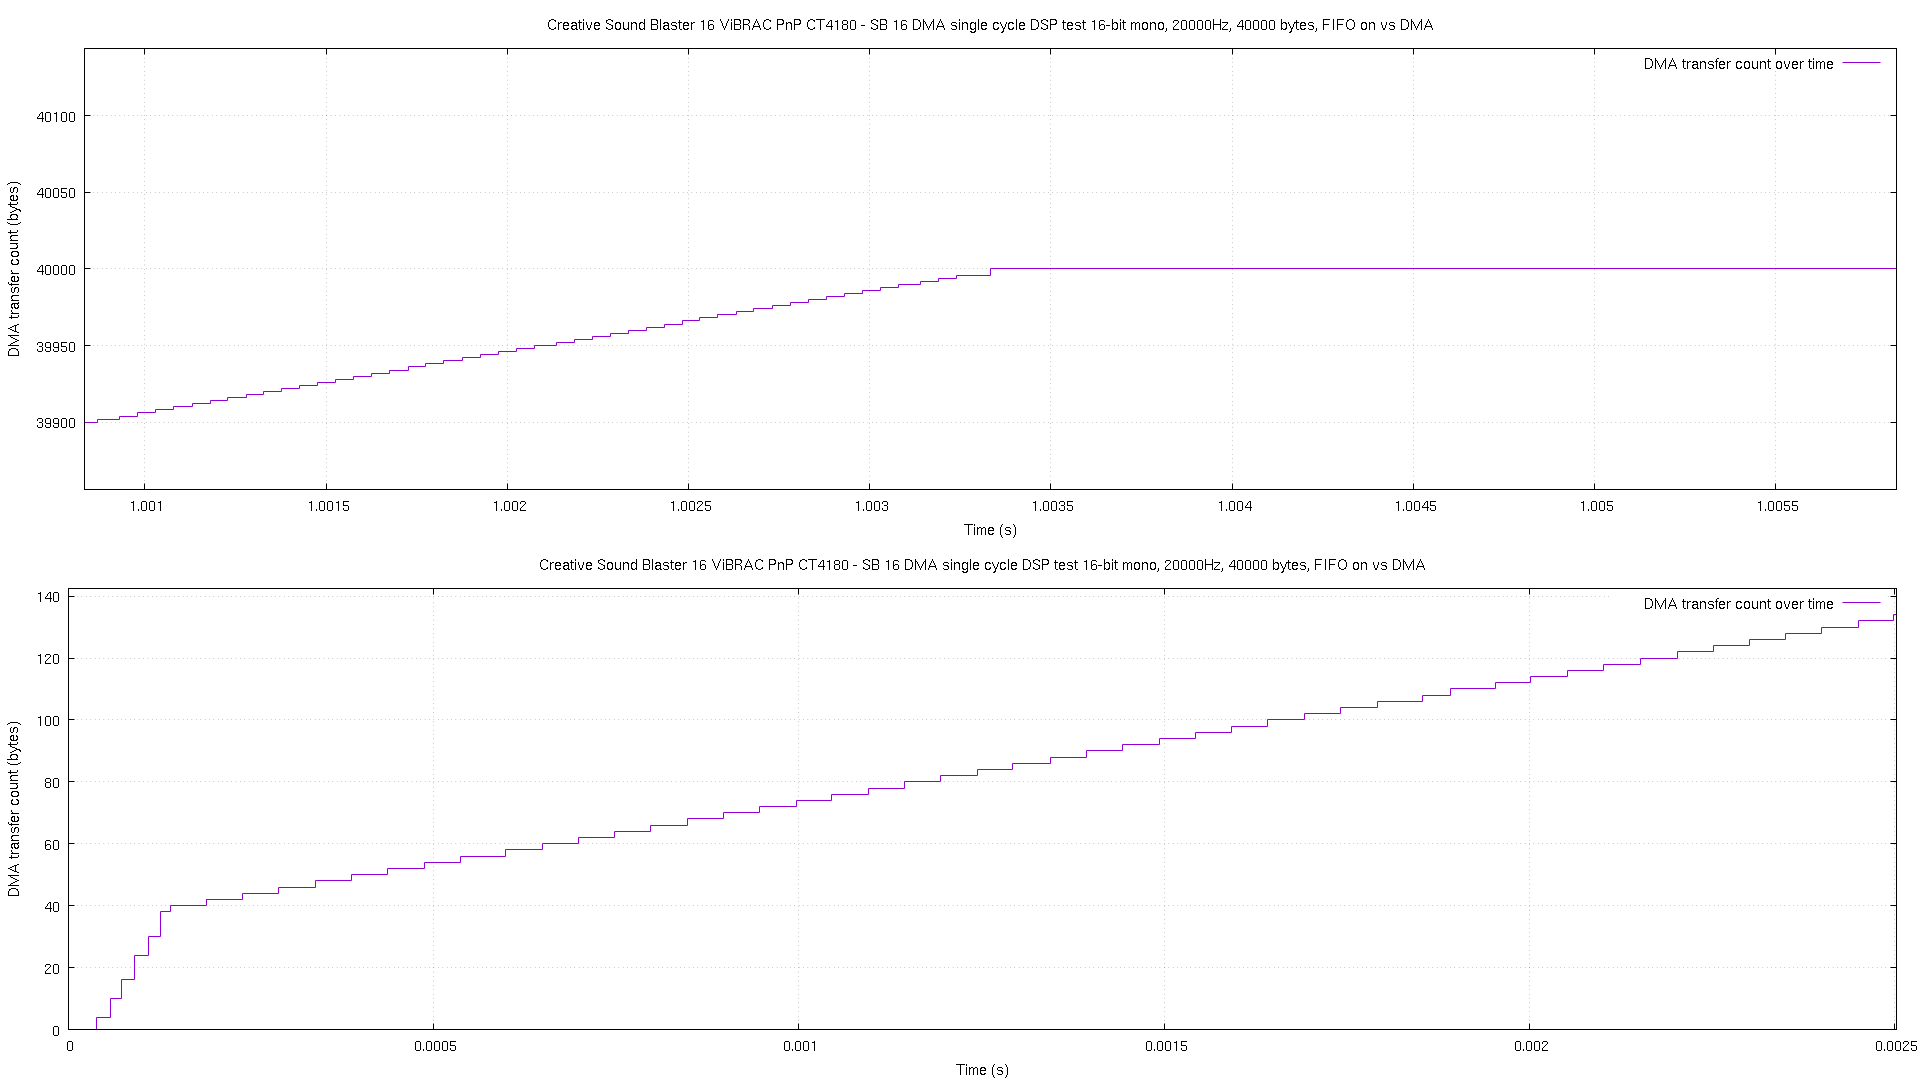 Creative Sound Blaster 16 ViBRAC PnP CT4180 - SB 16 DMA single cycle DSP test 16-bit mono, 20000Hz, 40000 bytes, FIFO on vs DMA
DMA transfer count over time
DMA transfer count (bytes)
40100
40050
40000
39950
39900
1.001 1.0015 1.002 1.0025 1.003 1.0035 1.004 1.0045 1.005 1.0055
Time (s)
Creative Sound Blaster 16 ViBRAC PnP CT4180 - SB 16 DMA single cycle DSP test 16-bit mono, 20000Hz, 40000 bytes, FIFO on vs DMA
DMA transfer count over time
DMA transfer count (bytes)
140
120
100
80
60
40
20
0
0 0.0005 0.001 0.0015 0.002 0.0025
Time (s)